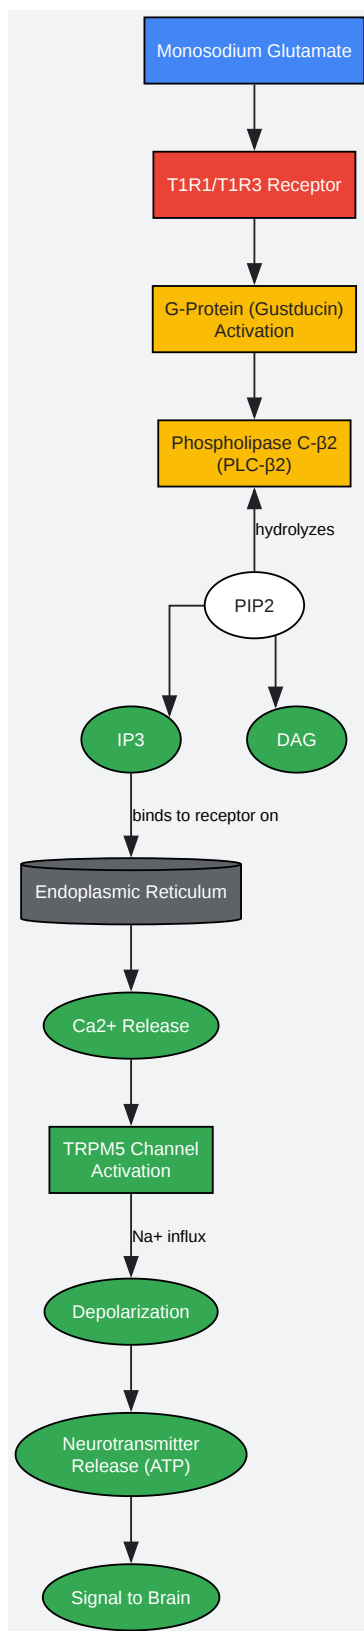 Monosodium Glutamate
T1R1/T1R3 Receptor
G-Protein (Gustducin)
Activation
Phospholipase C-β2
(PLC-β2)
hydrolyzes
PIP2
IP3
DAG
binds to receptor on
Endoplasmic Reticulum
Ca2+ Release
TRPM5 Channel
Activation
Na+ influx
Depolarization
Neurotransmitter
Release (ATP)
Signal to Brain